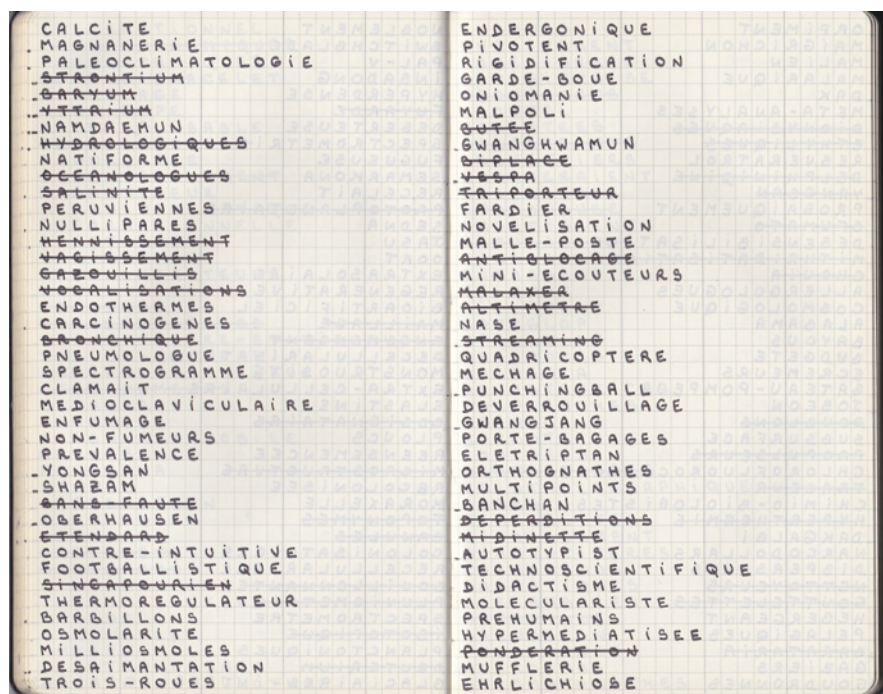 CALCiTE
MAGNANERiE
PALEOCLiMATOLOGiE
STRONTiUM
BARYUM
YTTRiUM
NAMDAEMUN
HYDROLOGiQUES
NATiFORME
OCEANOLOGUES
SALiNiTE
PERUViENNES
NULLiPARES
HENNiSSEMENT
VAGiSSEMENT
GAZOUiLLiS
VOCALiSATiONS
ENDOTHERMES
CARCiNOGENES
BRONCHiQUE
PNEUMOLOGUE
SPECTROGRAMME
CLAMAiT
MEDiOCLAViCULAiRE
ENFUMAGE
NON-FUMEURS
PREVALENCE
YONGSAN
SHAZAM
SANS-FAUTE
OBERHAUSEN
ETENDARD
CONTRE-iNTUiTiVE
FOOTBALLiSTiQUE
SiNGAPOURiEN
THERMOREGULATEUR
BARBiLLONS
OSMOLARiTE
MiLLiOSMOLES
DESAiMANTATiON
TROiS-ROUES
ENDERGONiQUE
PiVOTENT
RiGiDiFiCATiON
GARDE-BOUE
ONiOMANiE
MALPOLi
BUTEE
GWANGHWAMUN
BiPLACE
VESPA
TRiPORTEUR
FARDiER
NOVELiSATiON
MALLE-POSTE
ANTiBLOCAGE
MiNi-ECOUTEURS
MALAXER
ALTiMETRE
NASE
STREAMiNG
QUADRiCOPTERE
MECHAGE
PUNCHiNGBALL
DEVERROUiLLAGE
GWANGJANG
PORTE-BAGAGES
ELETRiPTAN
ORTHOGNATHES
MULTiPOiNTS
BANCHAN
DEPERDiTiONS
MiDiNETTE
AUTOTYPiST
TECHNOSCiENTiFiQUE
DiDACTiSME
MOLECULARiSTE
PREHUMAiNS
HYPERMEDiATiSEE
PONDERATiON
MUFFLERiE
EHRLiCHiOSE